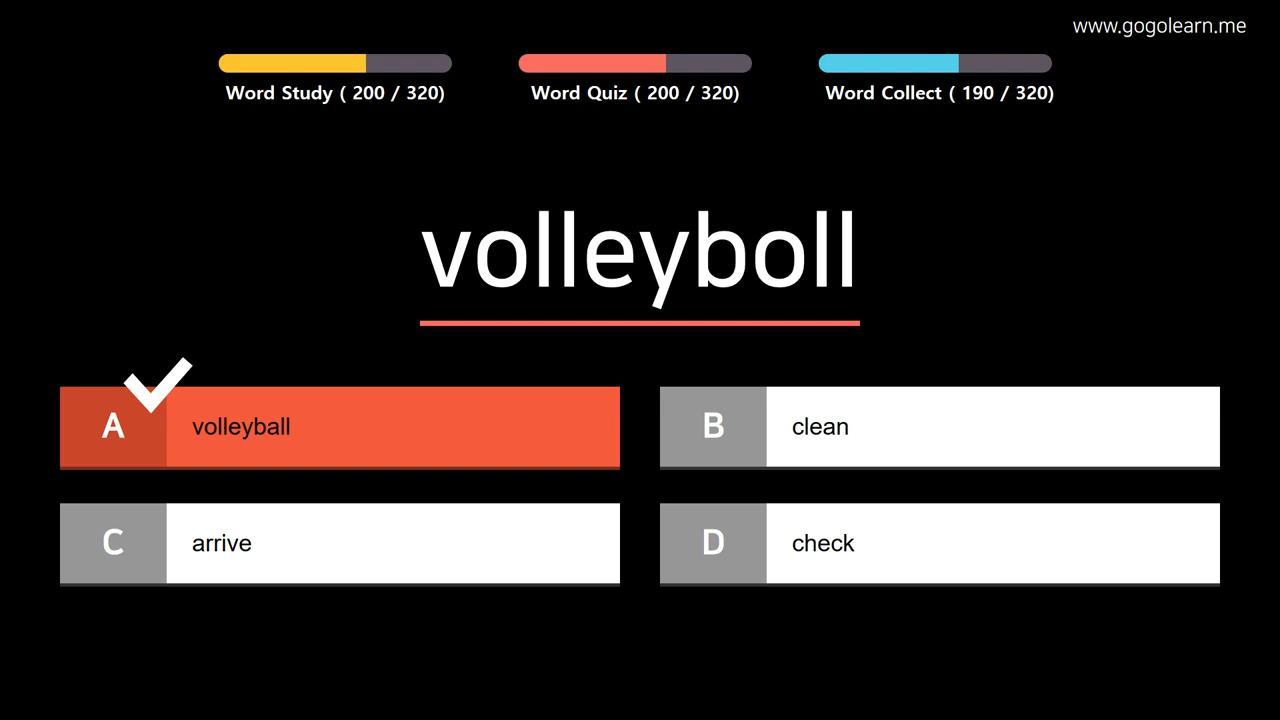 www.gogolearn.me
Word Study ( 200 / 320)
Word Quiz ( 200 / 320)
Word Collect ( 190 / 320)
volleyboll
A volleyball
B clean
C arrive
D check